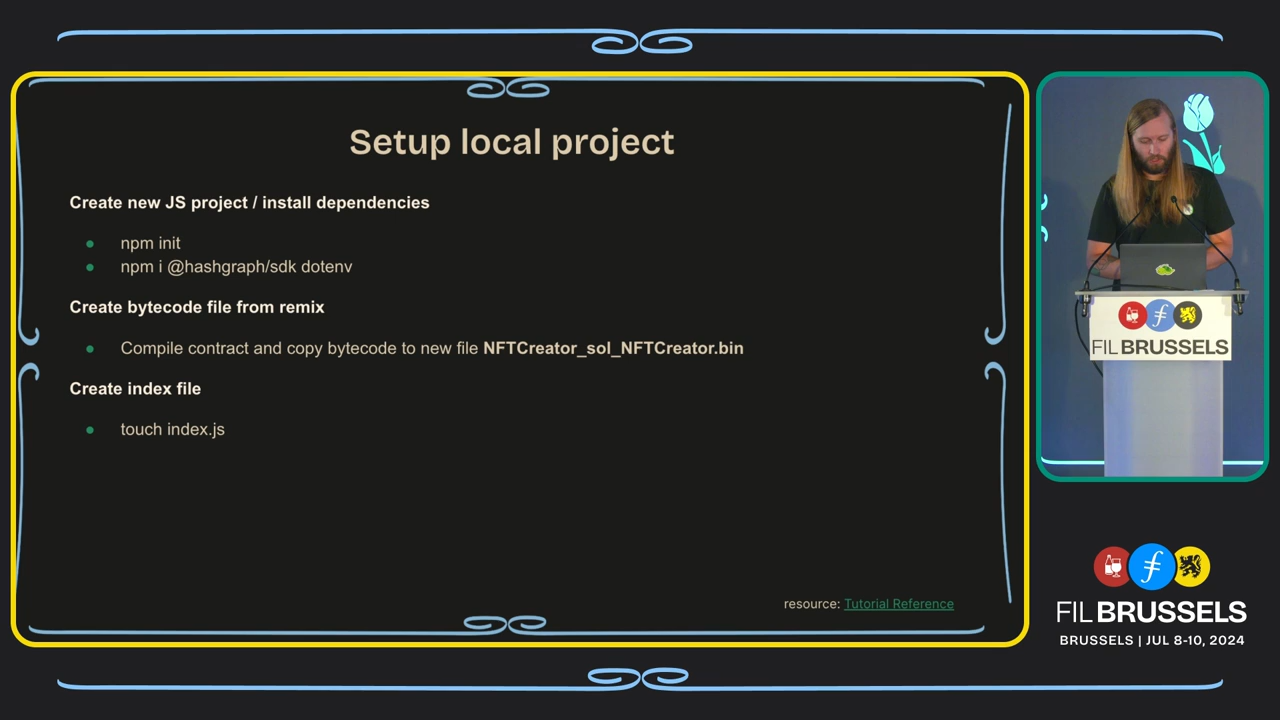 Setup local project
Create new JS project / install dependencies
npm init
npm i @hashgraph/sdk dotenv
Create bytecode file from remix
Compile contract and copy bytecode to new file NFTCreator_sol_NFTCreator.bin
Create index file
touch index.js
resource: Tutorial Reference
FIL BRUSSELS
FIL BRUSSELS
BRUSSELS | JUL 8-10, 2024